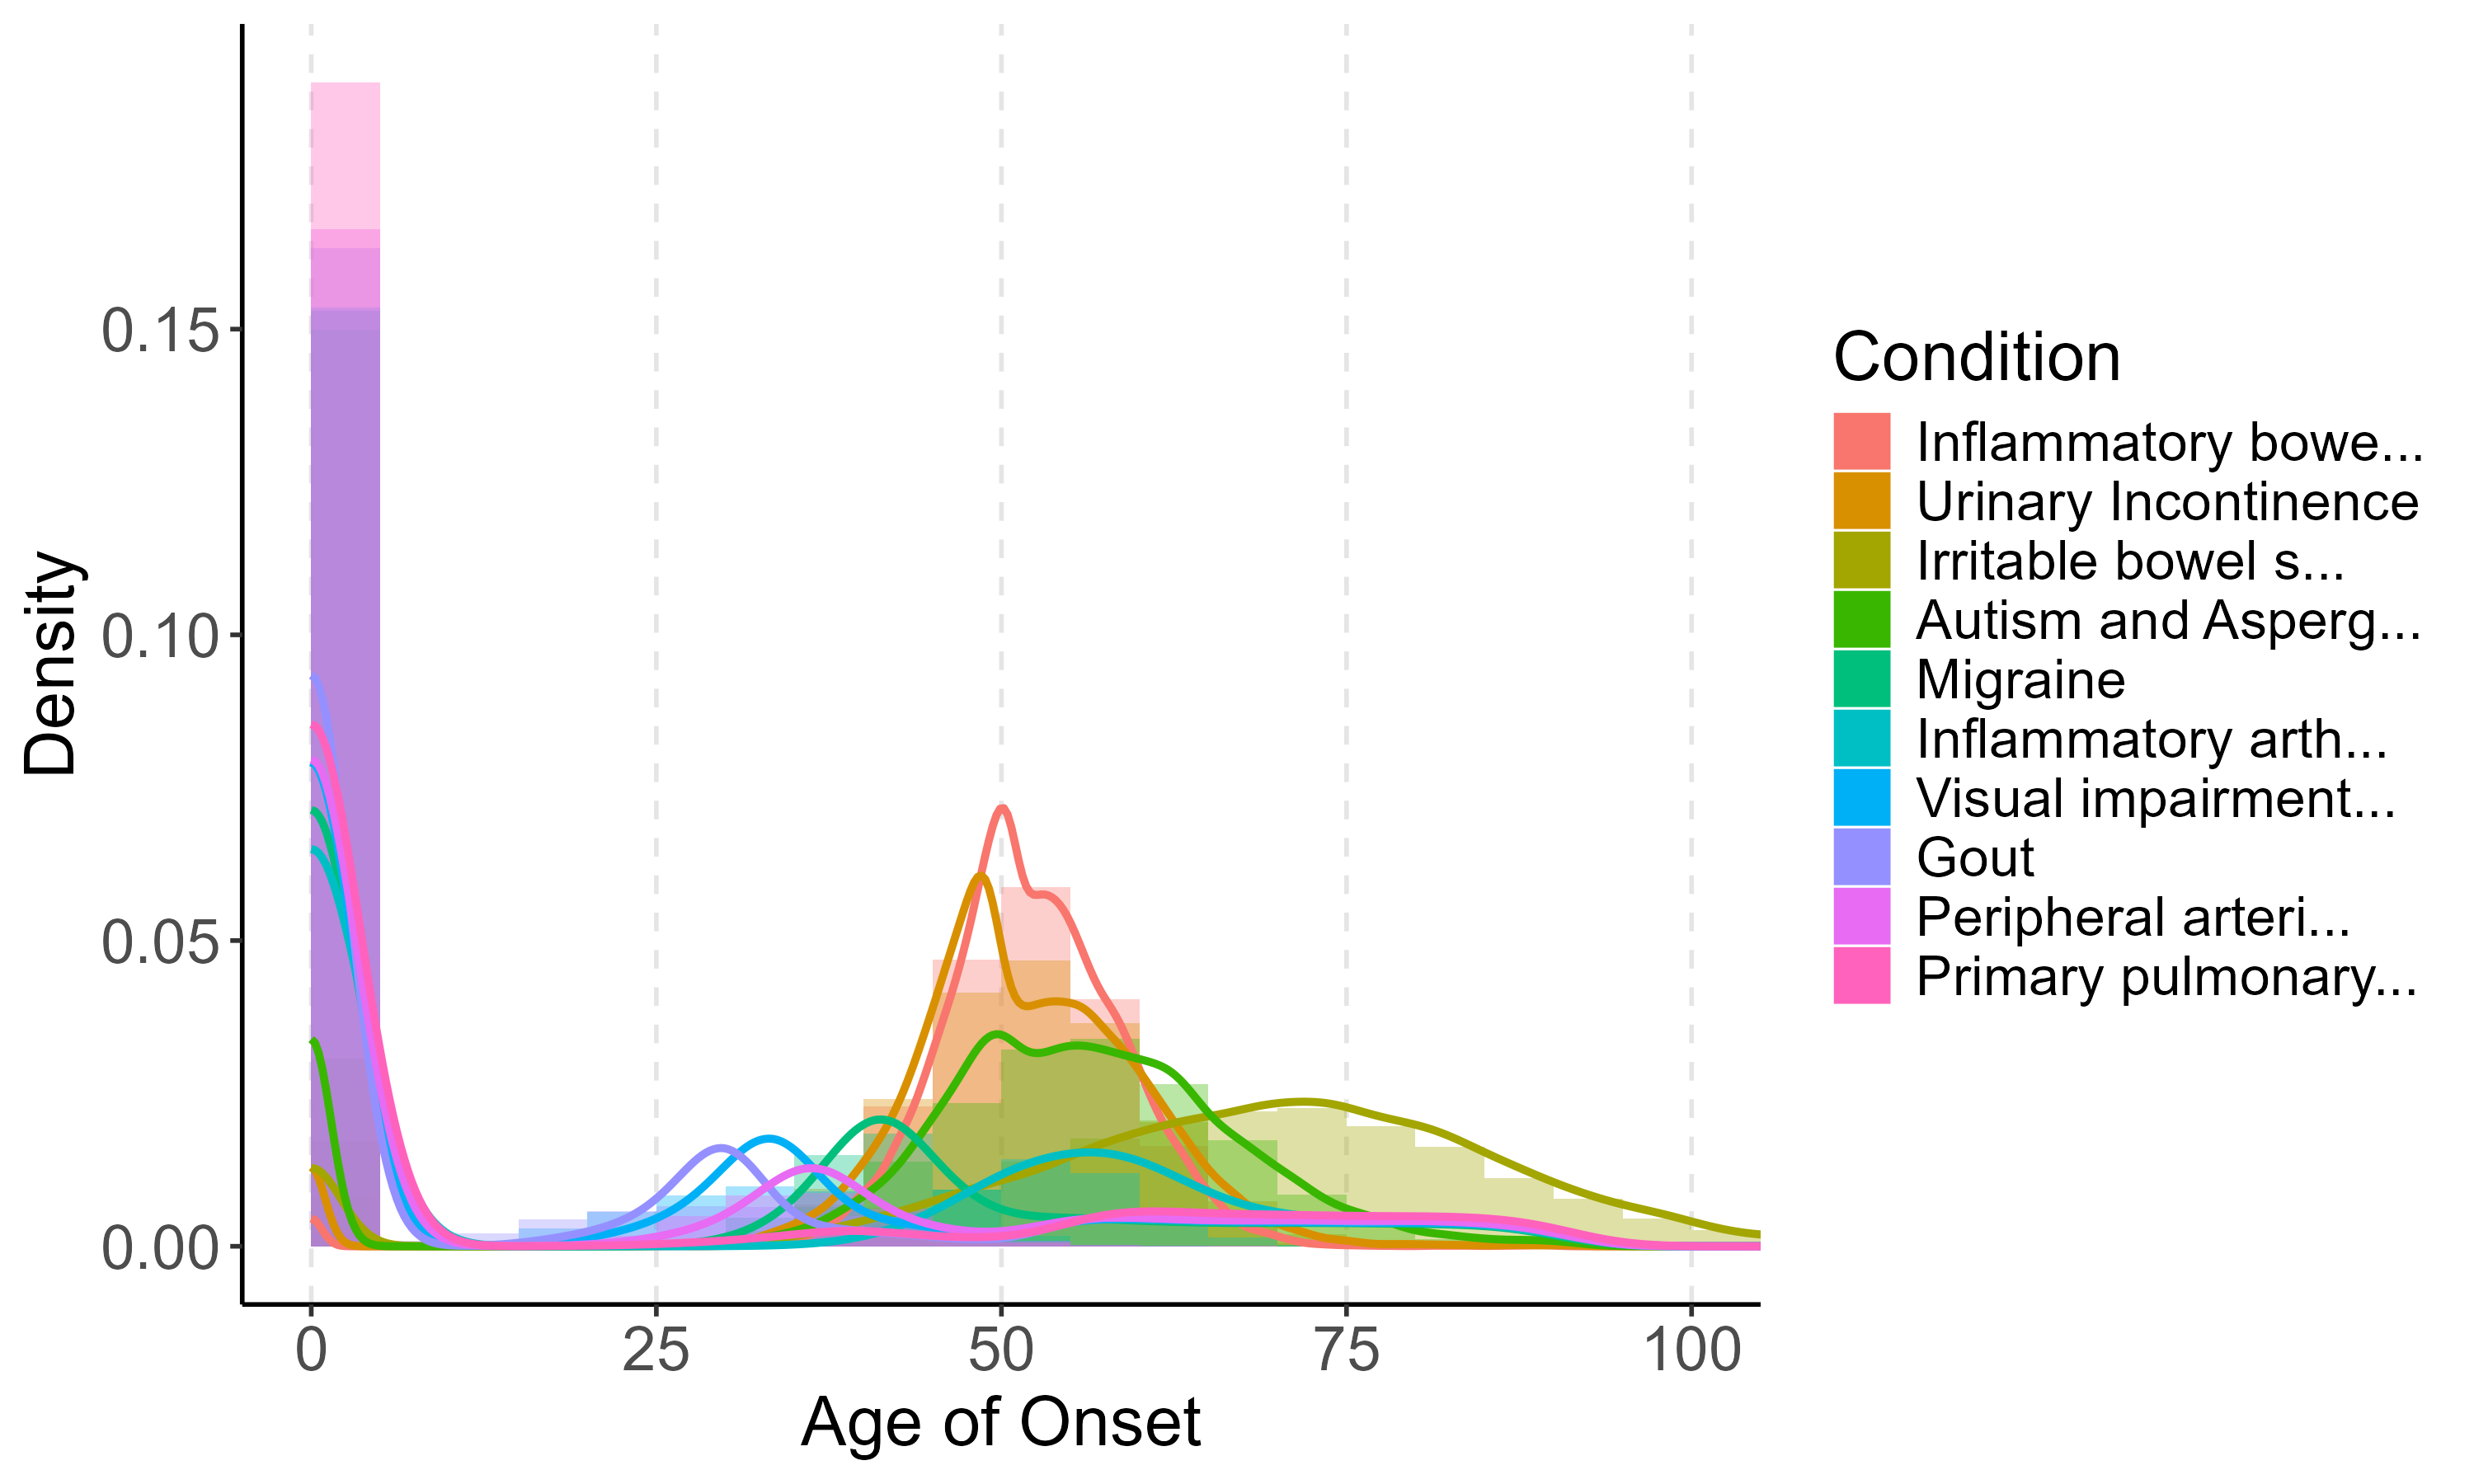 Density
0.15
0.10
0.05
0.00
0
25
50
75
100
Age of Onset
Condition
Inflammatory bowe...
Urinary Incontinence
Irritable bowel s...
Autism and Asperg...
Migraine
Inflammatory arth...
Visual impairment...
Gout
Peripheral arteri...
Primary pulmonary...